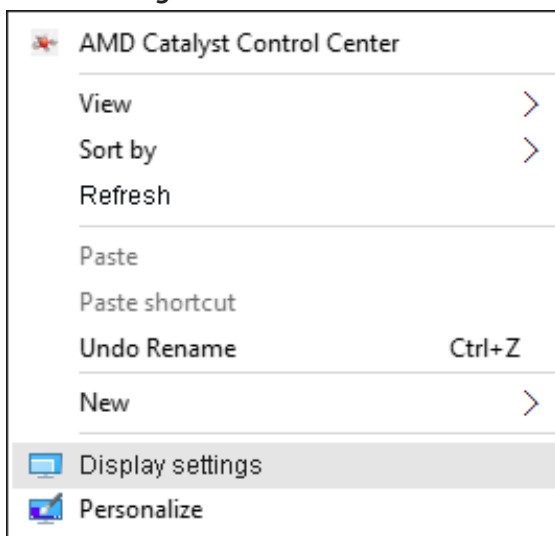 AMD Catalyst Control Center
View
Sort by
Refresh
Paste
Paste shortcut
Undo Rename Ctrl+Z
New
Display settings
Personalize